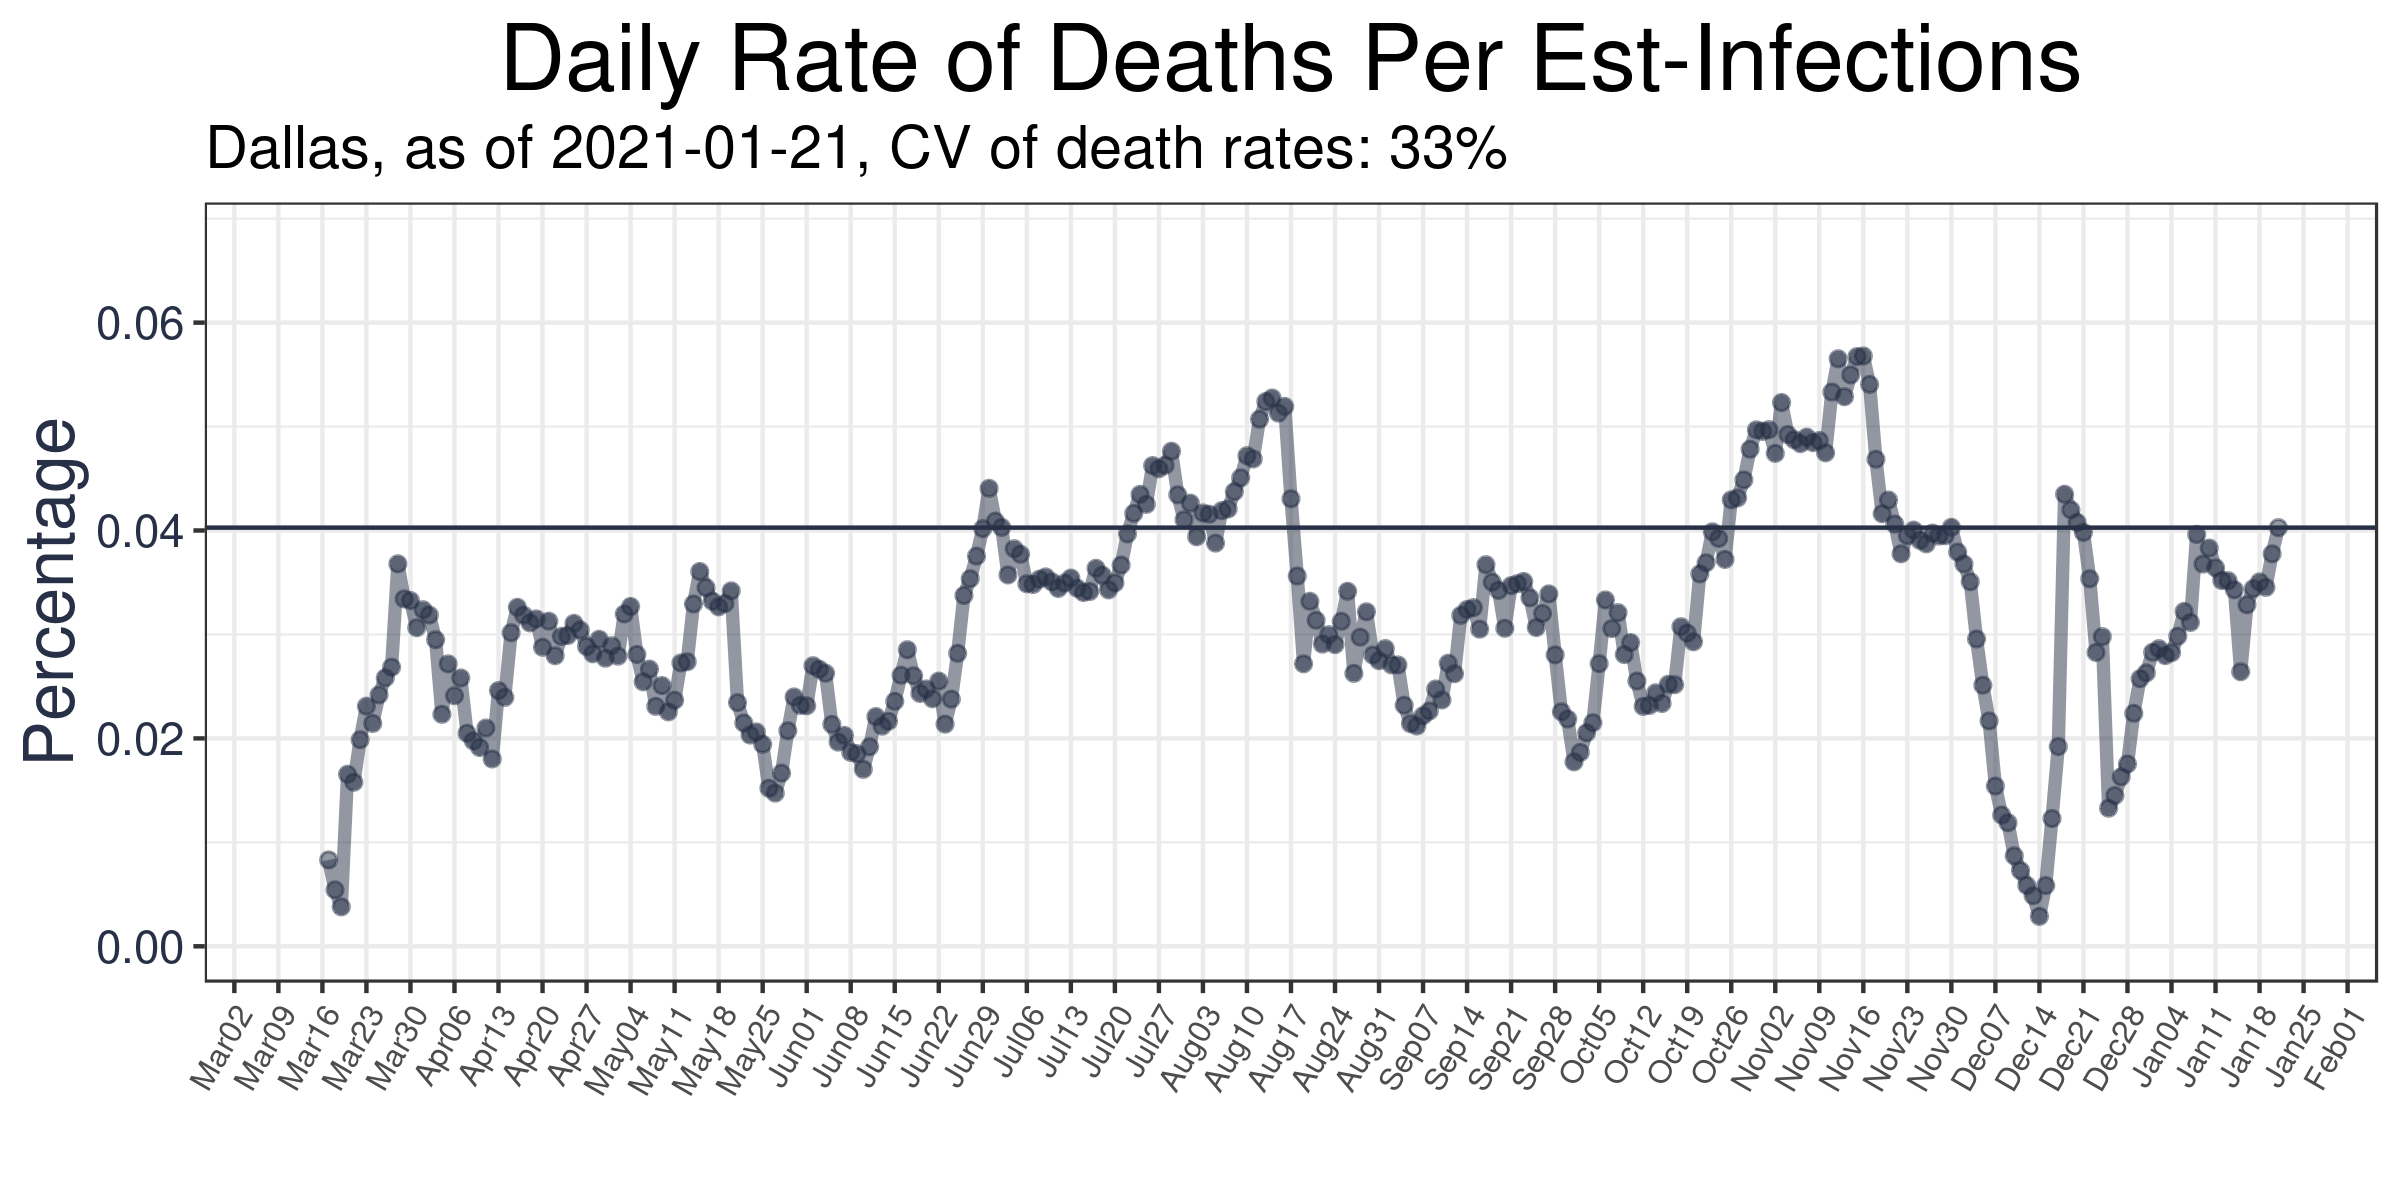 Daily Rate of Deaths Per Est-Infections
Dallas, as of 2021-01-21, CV of death rates: 33%
Percentage
0.06
0.04
0.02
0.00
Mar02
Mar09
Mar16
Mar23
Mar30
Apr06
Apr13
Apr20
Apr27
May04
May11
May18
May25
Jun01
Jun08
Jun15
Jun22
Jun29
Jul06
Jul13
Jul20
Jul27
Aug03
Aug10
Aug17
Aug24
Aug31
Sep07
Sep14
Sep21
Sep28
Oct05
Oct12
Oct19
Oct26
Nov02
Nov09
Nov16
Nov23
Nov30
Dec07
Dec14
Dec21
Dec28
Jan04
Jan11
Jan18
Jan25
Feb01